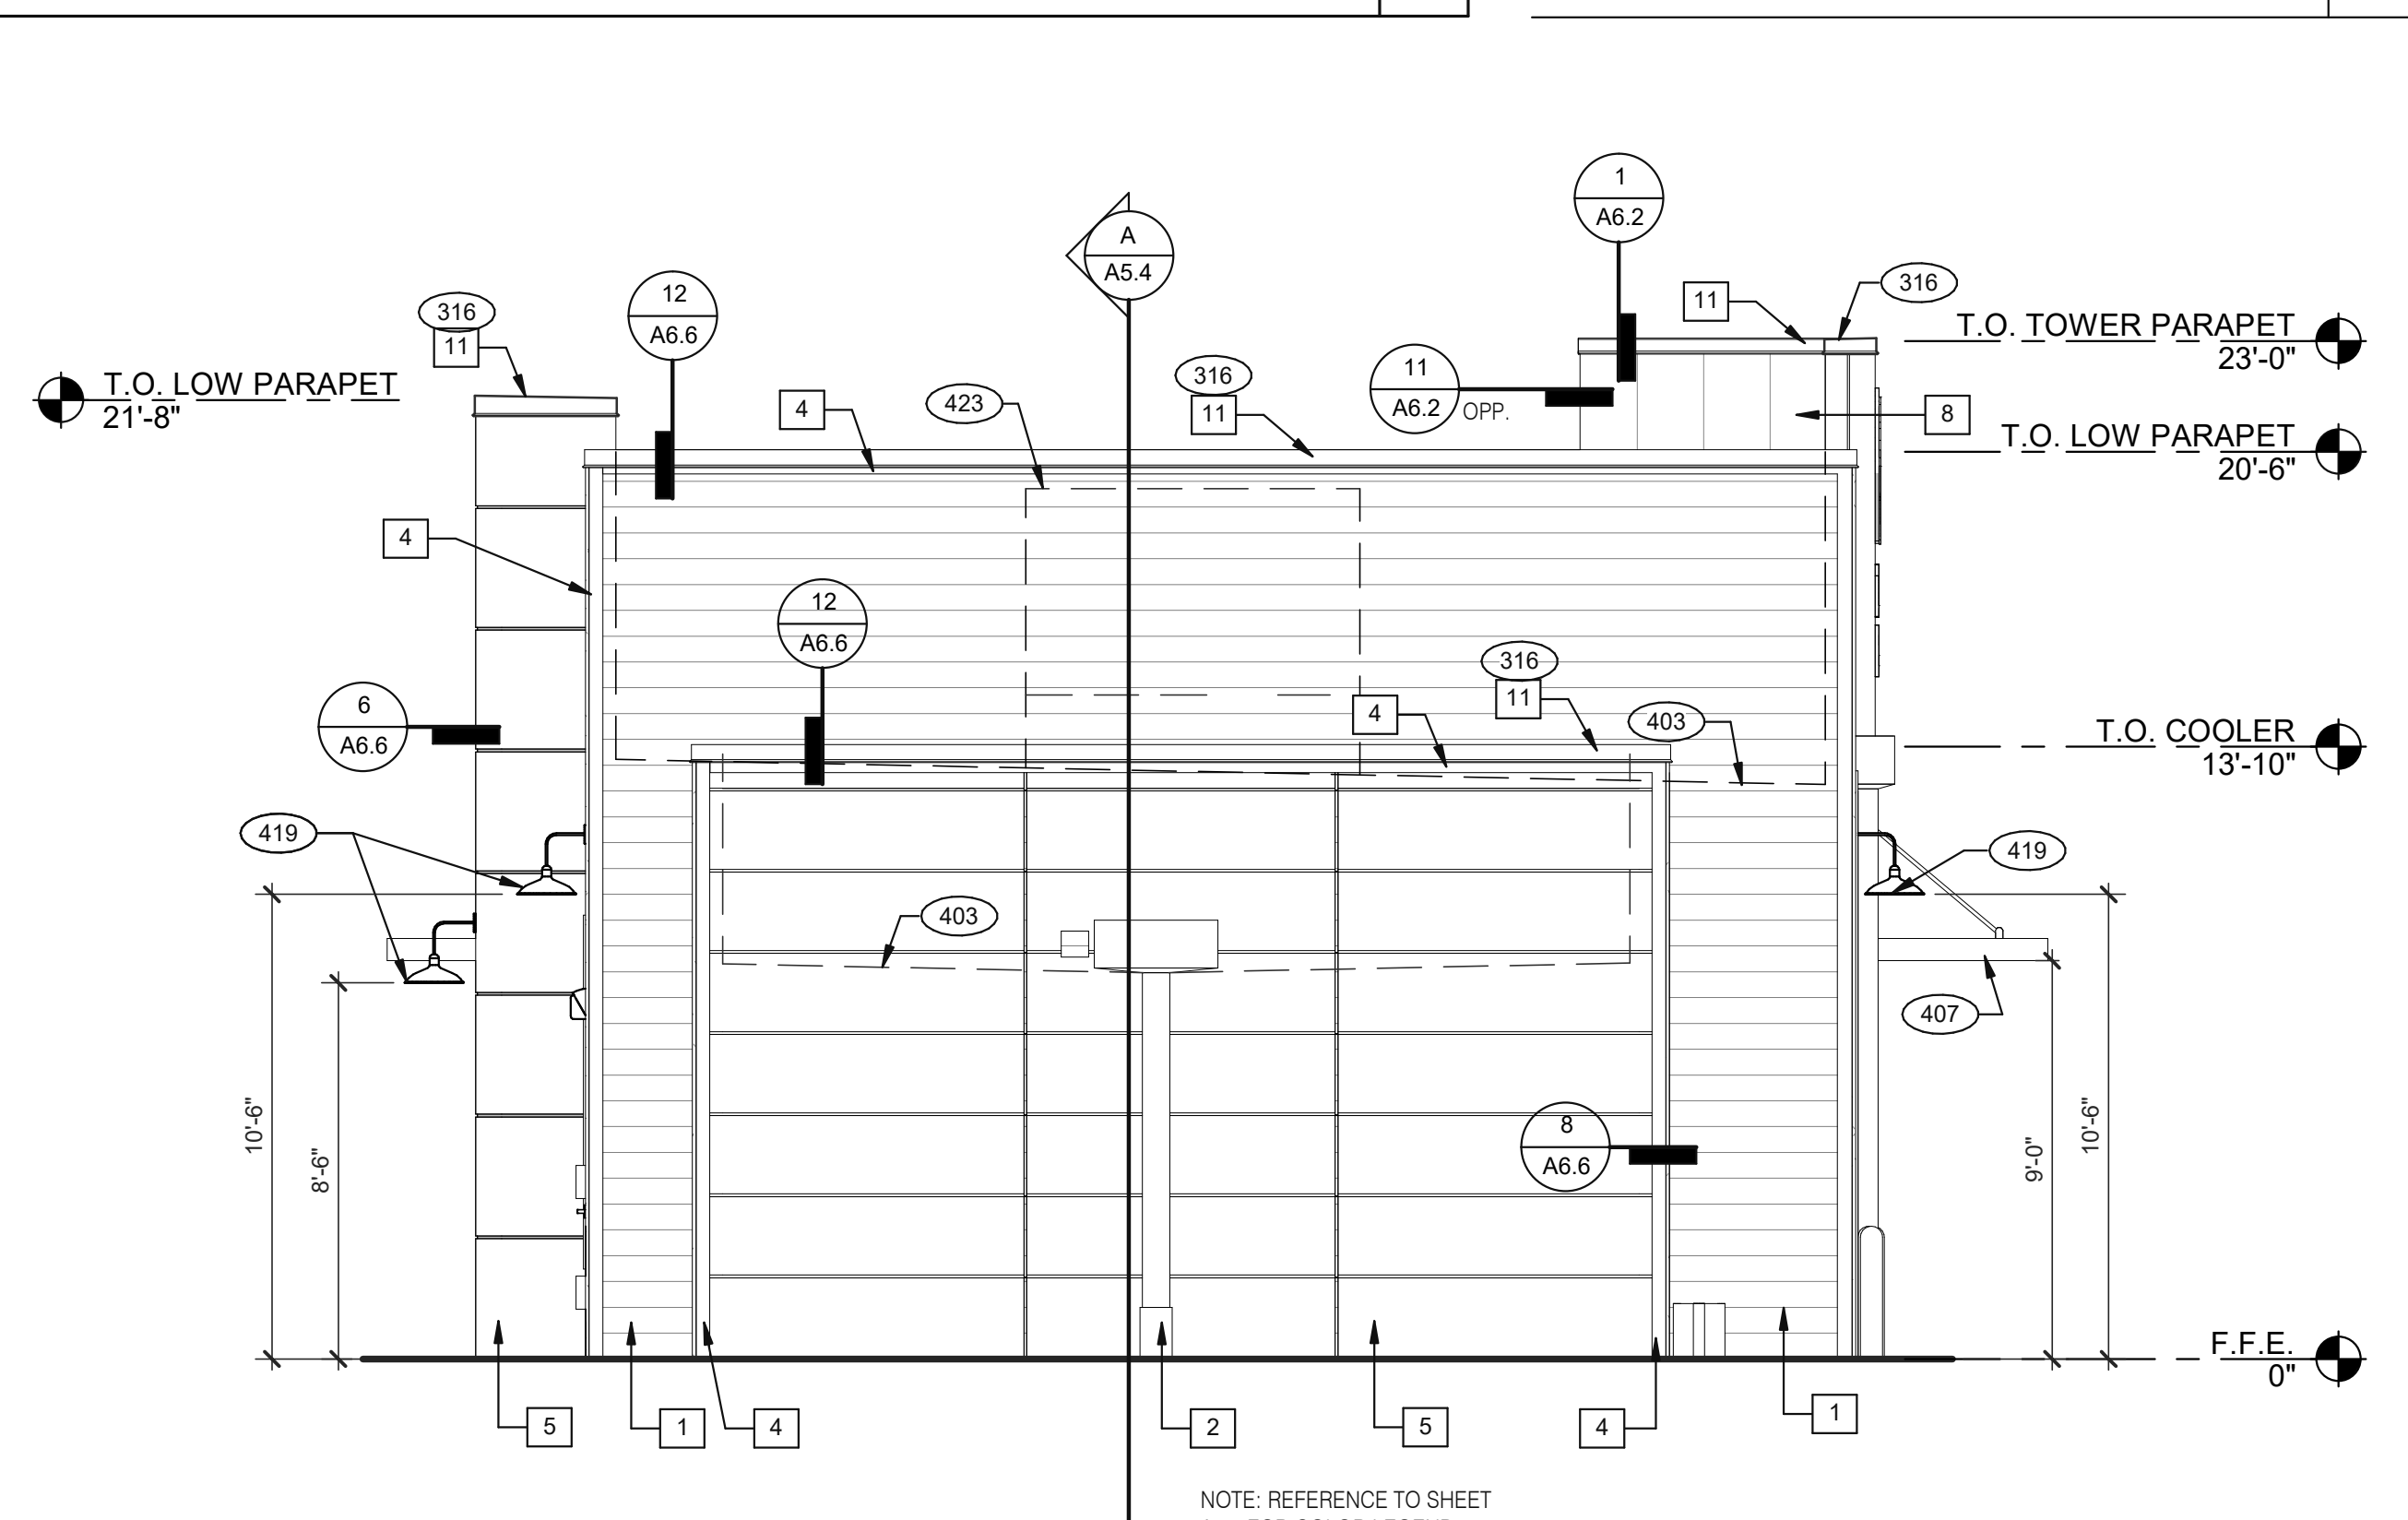 1
A6.2
A
A5.4
12
A6.6
316
11
11
316
T.O. TOWER PARAPET
23'-0"
T.O. LOW PARAPET
21'-8"
4
423
316
11
11
A6.2
OPP.
8
T.O. LOW PARAPET
20'-6"
4
12
A6.6
316
11
4
403
6
A6.6
T.O. COOLER
13'-10"
419
419
403
407
10'-6"
8'-6"
8
A6.6
9'-0"
10'-6"
F.F.E.
0"
5
1
4
2
5
4
1
NOTE: REFERENCE TO SHEET
FOR COLOR LEGEND